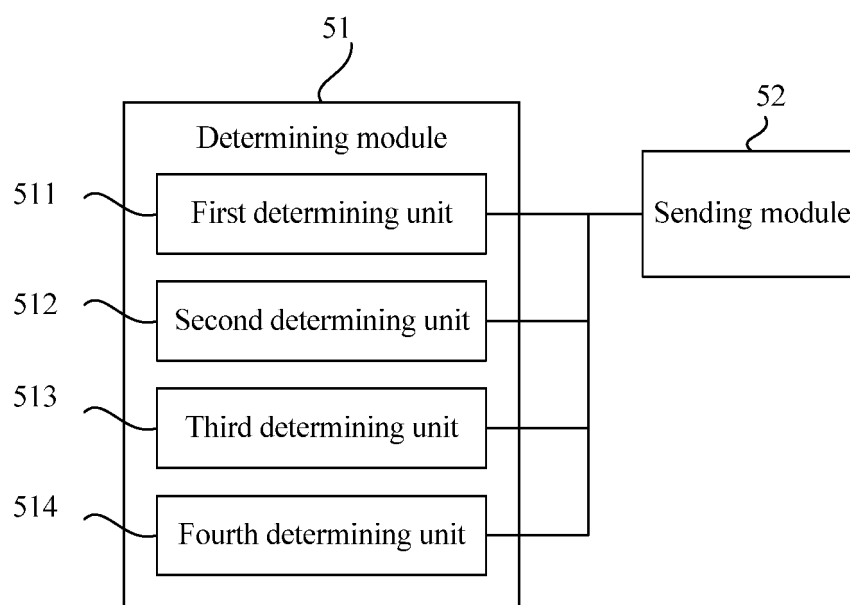 51
52
Determining module
511
First determining unit
Sending module
512
Second determining unit
513
Third determining unit
514
Fourth determining unit